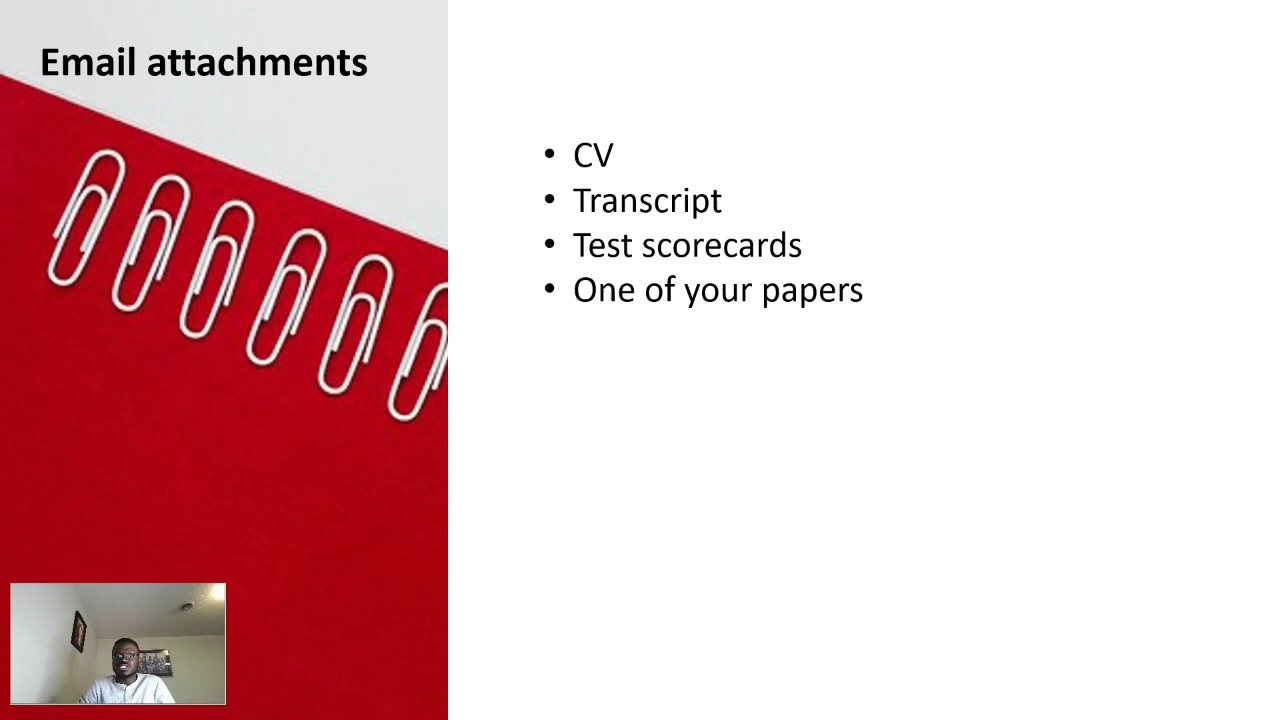 Email attachments
• CV
• Transcript
• Test scorecards
• One of your papers